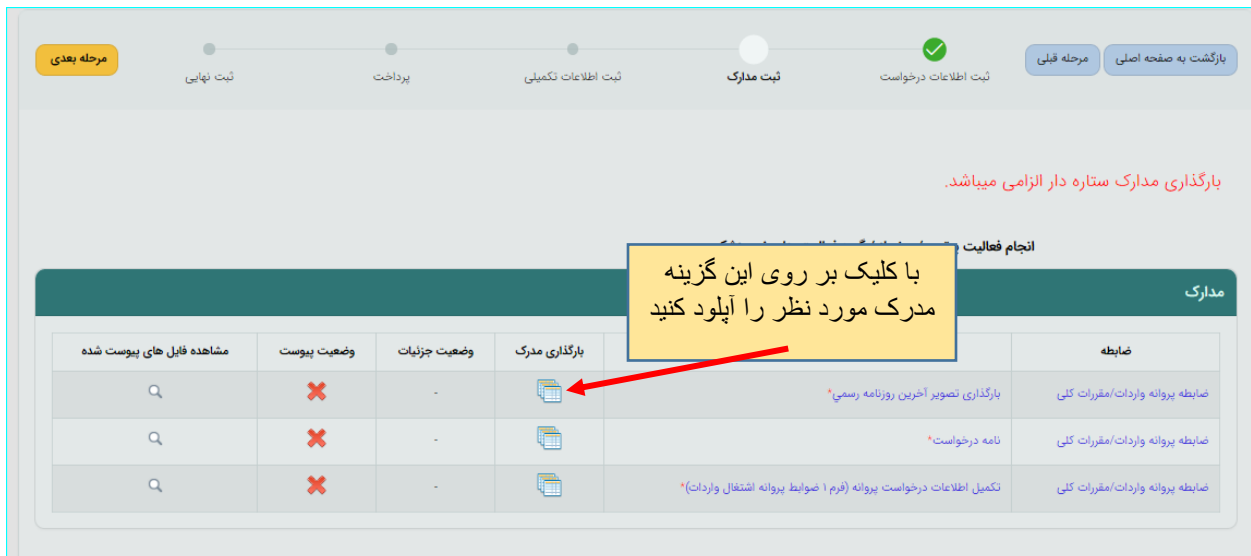 بازگشت به صفحه اصلی
مرحله قبلی
ثبت اطلاعات درخواست
ثبت مدارک
ثبت اطلاعات تکمیلی
پرداخت
ثبت نهایی
مرحله بعدی
بارگذاری مدارک ستاره دار الزامی میباشد.
انجام فعالیت
با کلیک بر روی این گزینه
مدرک مورد نظر را آپلود کنید
مدارک
ضابطه بارگذاری مدرک وضعیت جزئیات وضعیت پیوست مشاهده فایل های پیوست شده
ضابطه پروانه واردات/مقررات کلی بارگذاری تصویر آخرین روزنامه رسمي* -
ضابطه پروانه واردات/مقررات کلی نامه درخواست* -
ضابطه پروانه واردات/مقررات کلی تکمیل اطلاعات درخواست پروانه (فرم ۱ ضوابط پروانه اشتغال واردات)* -